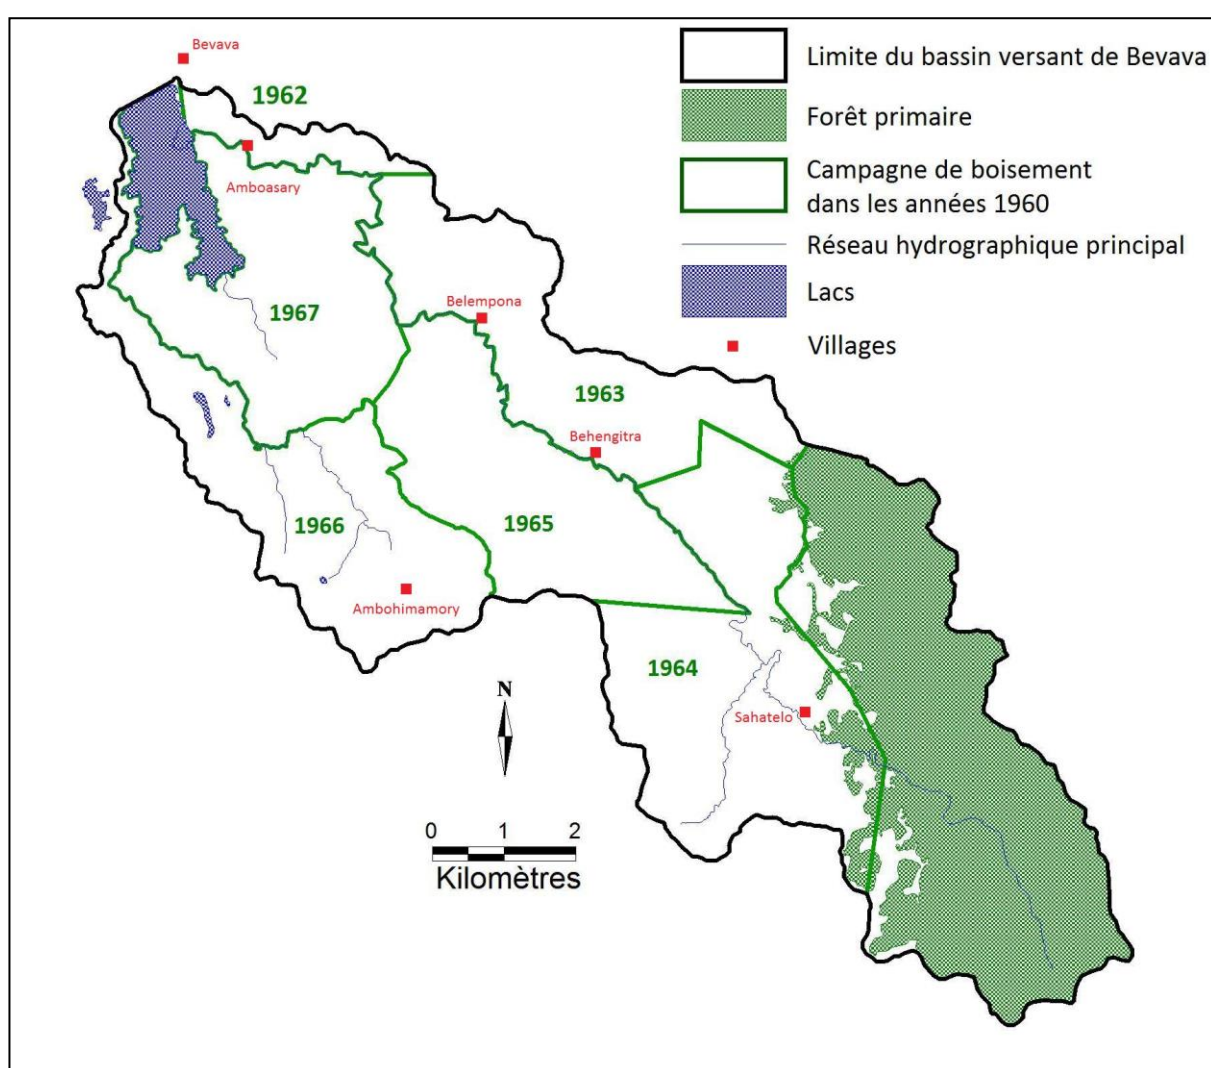 Bevava
1962
Amboasary
1967
Belempona
1963
Behengitra
1966
1965
Ambohimamory
1964
Sahatelo
N
0 1 2
Kilomètres
Limite du bassin versant de Bevava
Forêt primaire
Campagne de boisement
dans les années 1960
Réseau hydrographique principal
Lacs
Villages